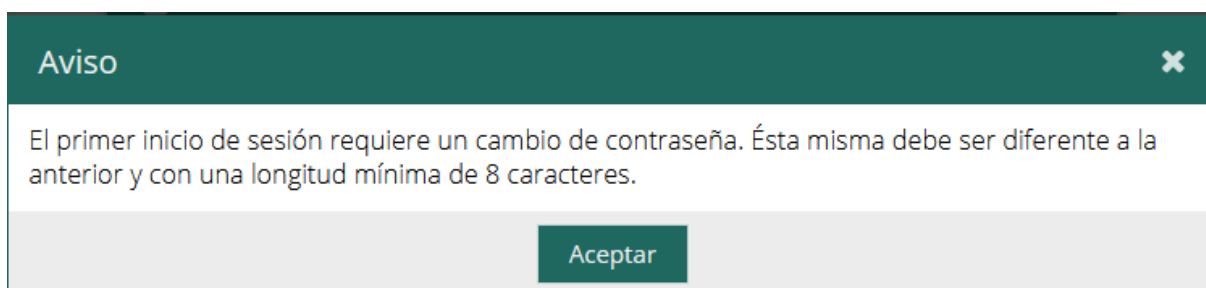 Aviso
El primer inicio de sesión requiere un cambio de contraseña. Ésta misma debe ser diferente a la
anterior y con una longitud mínima de 8 caracteres.
Aceptar